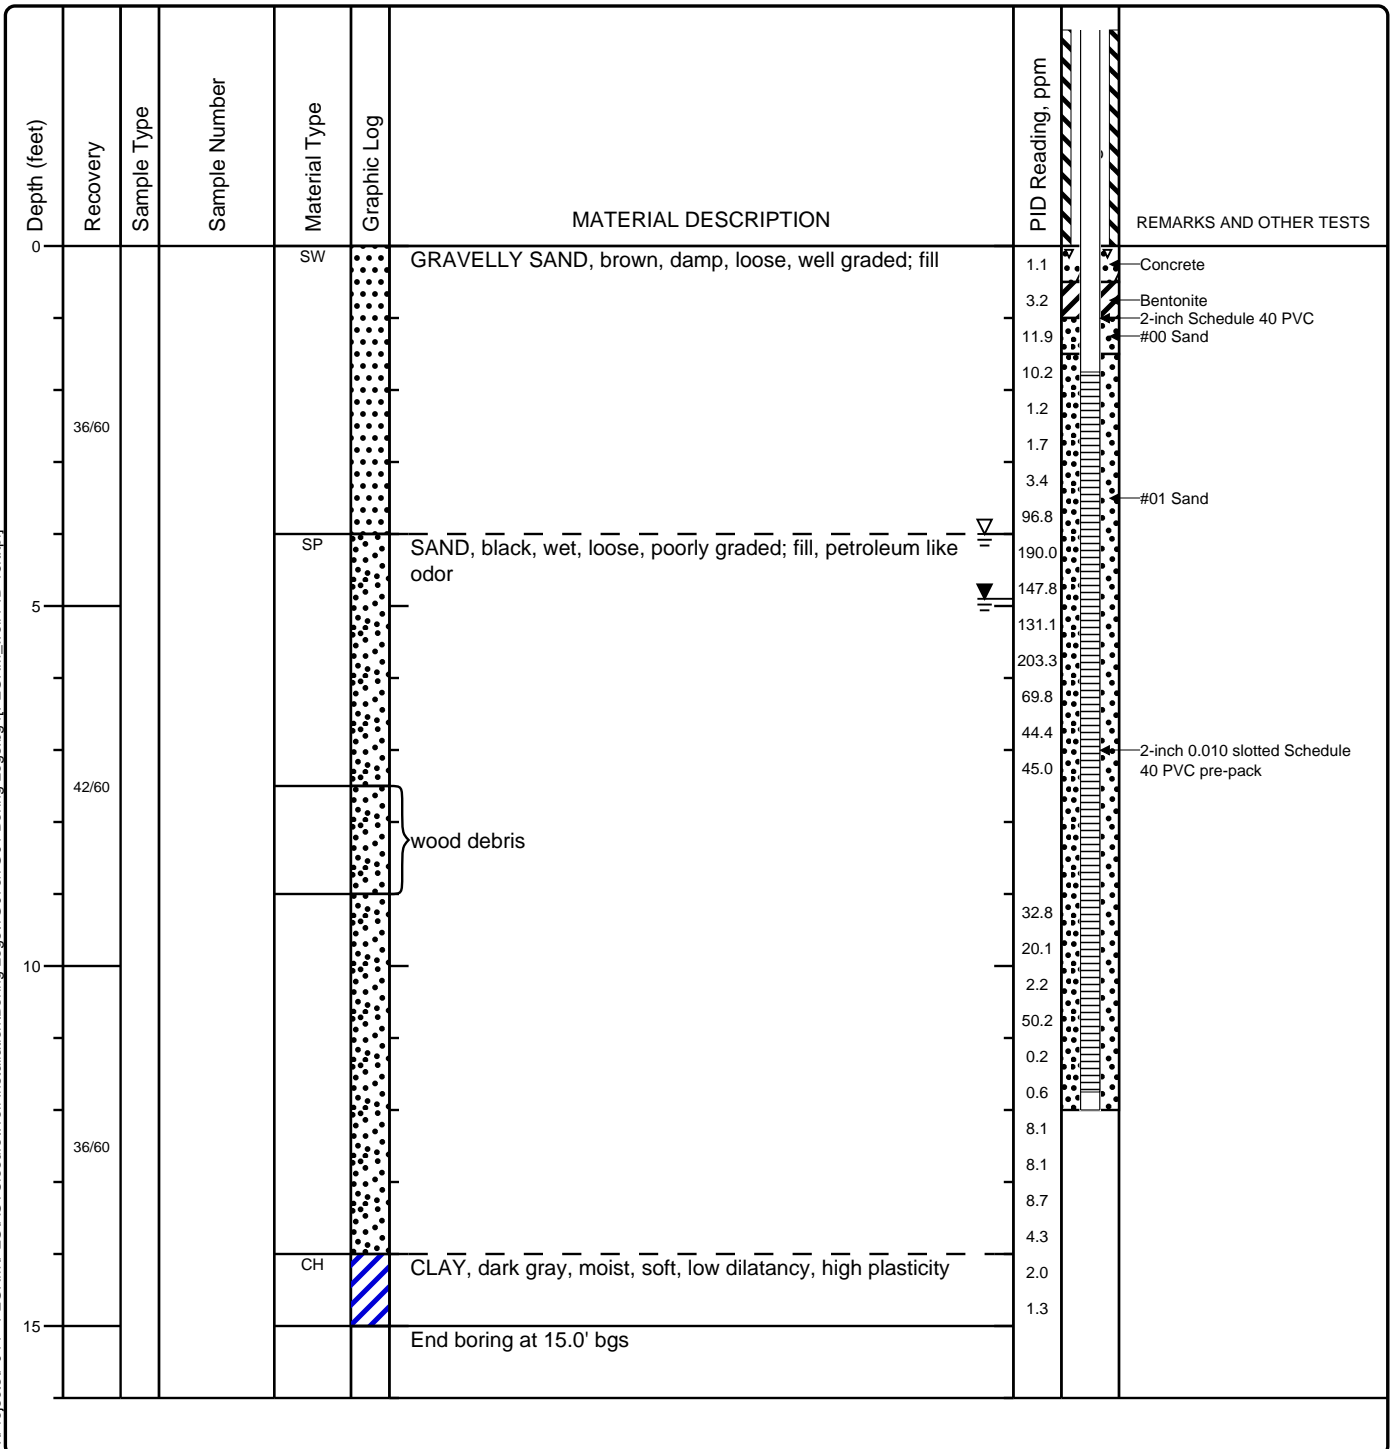 Depth (feet)
Recovery
Sample Type
Sample Number
Material Type
Graphic Log
MATERIAL DESCRIPTION
PID Reading, ppm
REMARKS AND OTHER TESTS
0
SW
GRAVELLY SAND, brown, damp, loose, well graded; fill
1.1
Concrete
3.2
Bentonite
2-inch Schedule 40 PVC
11.9
#00 Sand
10.2
1.2
36/60
1.7
3.4
#01 Sand
96.8
SP
SAND, black, wet, loose, poorly graded; fill, petroleum like
odor
190.0
147.8
5
131.1
203.3
69.8
44.4
2-inch 0.010 slotted Schedule
40 PVC pre-pack
45.0
42/60
wood debris
32.8
20.1
10
2.2
50.2
0.2
0.6
8.1
36/60
8.1
8.7
4.3
CH
CLAY, dark gray, moist, soft, low dilatancy, high plasticity
2.0
1.3
15
End boring at 15.0' bgs